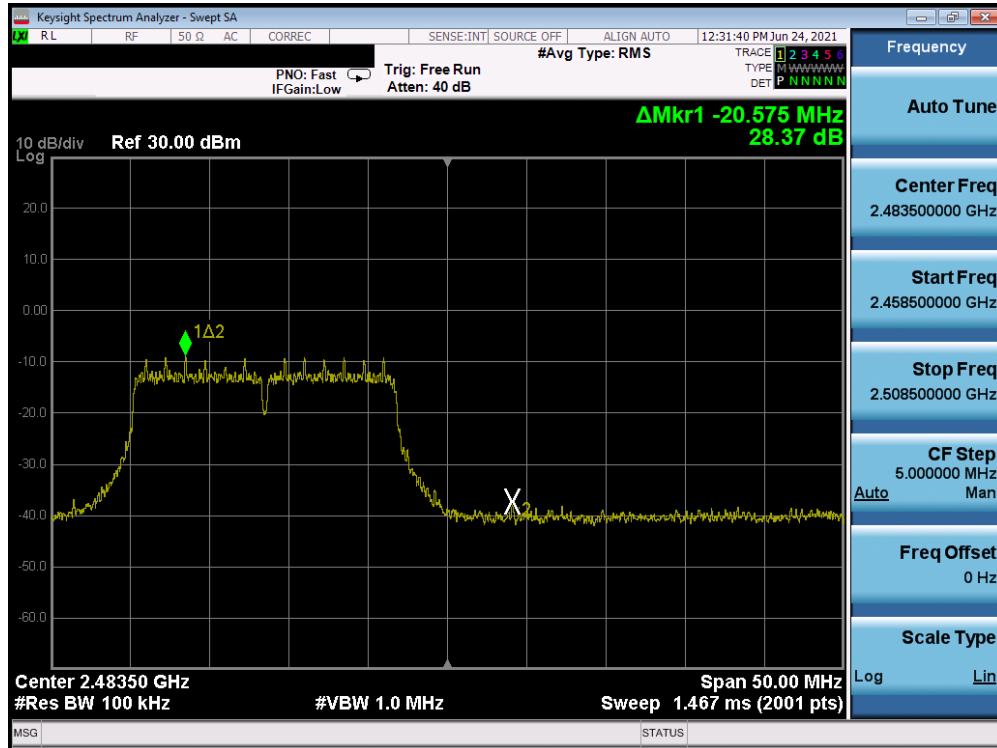 Keysight Spectrum Analyzer - Swept SA
LXI RL RF 50 Ω AC CORREC SENSE:INT SOURCE OFF ALIGN AUTO 12:31:40 PM Jun 24, 2021
#Avg Type: RMS
TRACE 1 2 3 4 5 6
TYPE M WWWWW
DET P N N N N N
PNO: Fast
IFGain:Low
Trig: Free Run
Atten: 40 dB
ΔMkr1 -20.575 MHz
28.37 dB
10 dB/div
Log
Ref 30.00 dBm
20.0
10.0
0.00
-10.0
-20.0
-30.0
-40.0
-50.0
-60.0
1Δ2
X2
Center 2.48350 GHz
#Res BW 100 kHz
#VBW 1.0 MHz
Span 50.00 MHz
Sweep 1.467 ms (2001 pts)
MSG
STATUS
Frequency
Auto Tune
Center Freq
2.483500000 GHz
Start Freq
2.458500000 GHz
Stop Freq
2.508500000 GHz
CF Step
5.000000 MHz
Auto Man
Freq Offset
0 Hz
Scale Type
Log Lin